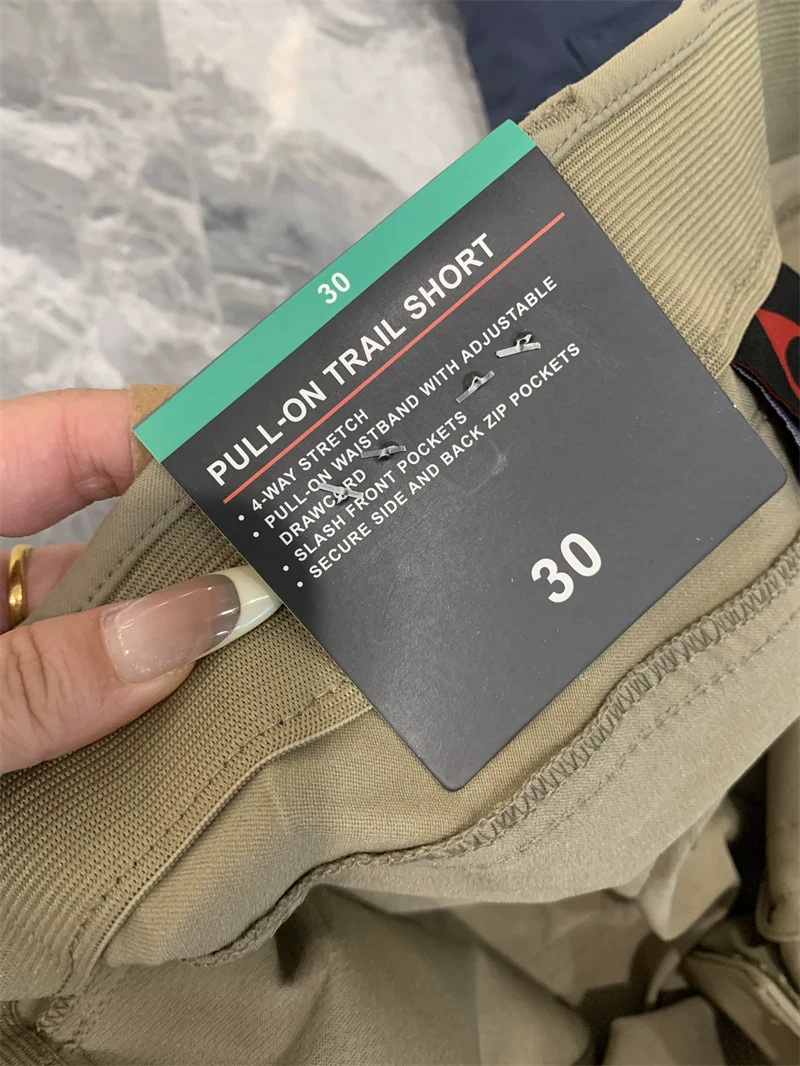 30
PULL-ON TRAIL SHORT
• 4-WAY STRETCH
• PULL-ON WAISTBAND WITH ADJUSTABLE
DRAWCORD
• SLASH FRONT POCKETS
• SECURE SIDE AND BACK ZIP POCKETS
30